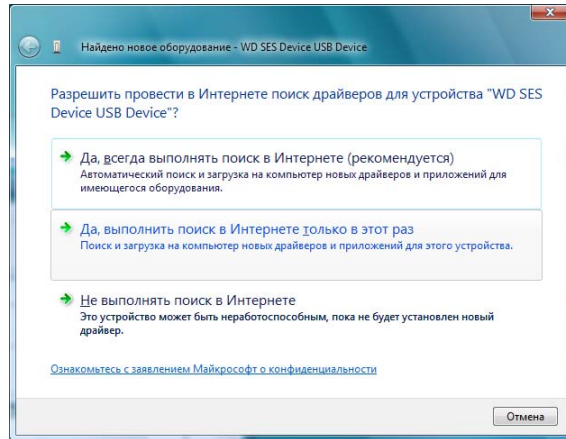 Найдено новое оборудование - WD SES Device USB Device
Разрешить провести в Интернете поиск драйверов для устройства "WD SES
Device USB Device"?
Да, всегда выполнять поиск в Интернете (рекомендуется)
Автоматический поиск и загрузка на компьютер новых драйверов и приложений для
имеющегося оборудования.
Да, выполнить поиск в Интернете только в этот раз
Поиск и загрузка на компьютер новых драйверов и приложений для этого устройства.
Не выполнять поиск в Интернете
Это устройство может быть неработоспособным, пока не будет установлен новый
драйвер.
Ознакомьтесь с заявлением Майкрософт о конфиденциальности
Отмена